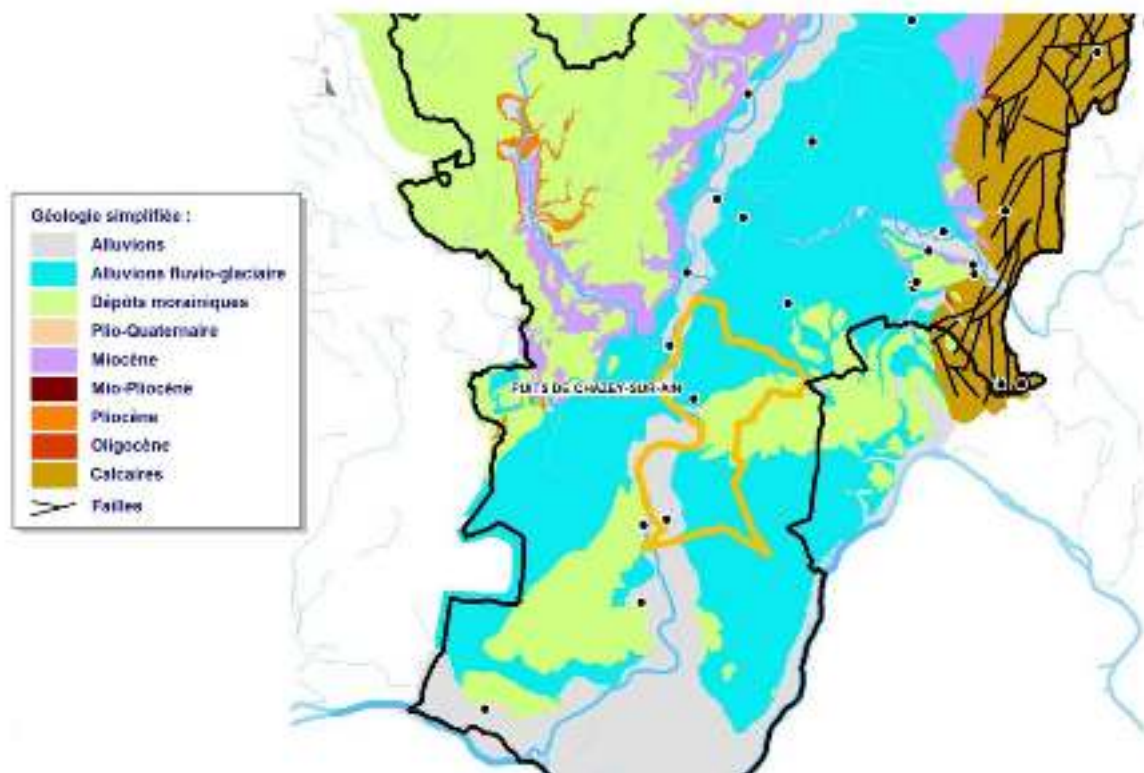 Géologie simplifiée :
Alluvions
Alluvions fluvio-glaciaire
Dépôts morainiques
Plio-Quaternaire
Miocène
Mio-Pliocène
Pliocène
Oligocène
Calcaires
Failles
PUITS DE CHAZEY-SUR-AIN